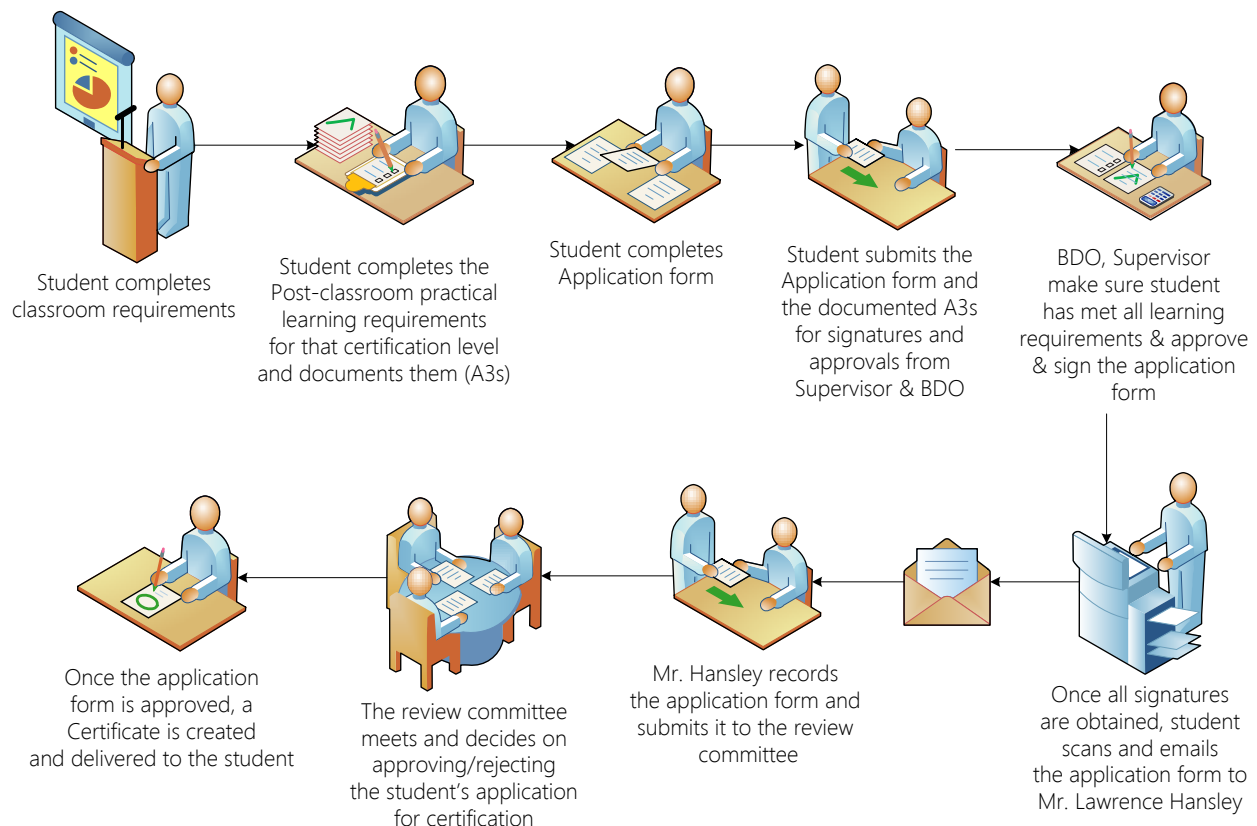 Student completes
classroom requirements
Student completes the
Post-classroom practical
learning requirements
for that certification level
and documents them (A3s)
Student completes
Application form
Student submits the
Application form and
the documented A3s
for signatures and
approvals from
Supervisor & BDO
BDO, Supervisor
make sure student
has met all learning
requirements & approve
& sign the application
form
Once all signatures
are obtained, student
scans and emails
the application form to
Mr. Lawrence Hansley
Mr. Hansley records
the application form and
submits it to the review
committee
The review committee
meets and decides on
approving/rejecting
the student’s application
for certification
Once the application
form is approved, a
Certificate is created
and delivered to the student